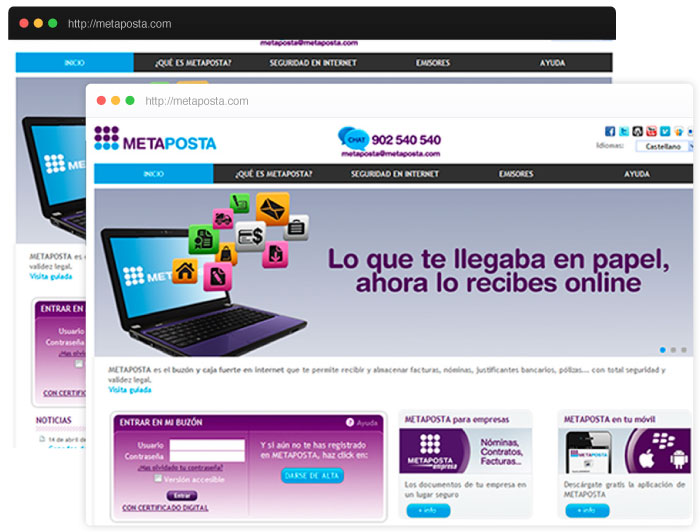 http://metaposta.com
metaposta@metaposta.com
INICIO ¿QUÉ ES METAPOSTA? SEGURIDAD EN INTERNET EMISORES AYUDA
METAPOSTA es
validez legal.
Visita guiada
ENTRAR EN M
Usuario
Contraseña
¿Has olvidado
CON CERTIFIC
NOTICIAS
14 de abril de
http://metaposta.com
METAPOSTA
CHAT 902 540 540
metaposta@metaposta.com
Idiomas: Castellano
INICIO ¿QUÉ ES METAPOSTA? SEGURIDAD EN INTERNET EMISORES AYUDA
Lo que te llegaba en papel,
ahora lo recibes online
METAPOSTA es el buzón y caja fuerte en internet que te permite recibir y almacenar facturas, nóminas, justificantes bancarios, pólizas... con total seguridad y
validez legal.
Visita guiada
ENTRAR EN MI BUZÓN ? Ayuda
Usuario
Contraseña
¿Has olvidado tu contraseña?
Versión accesible
Entrar
CON CERTIFICADO DIGITAL
Y si aún no te has registrado
en METAPOSTA, haz click en:
DARSE DE ALTA
METAPOSTA para empresas
METAPOSTA
empresa
Nóminas,
Contratos,
Facturas...
Los documentos de tu empresa en
un lugar seguro
+ info
METAPOSTA en tu móvil
METAPOSTA
Descárgate gratis la aplicación de
METAPOSTA
+ info